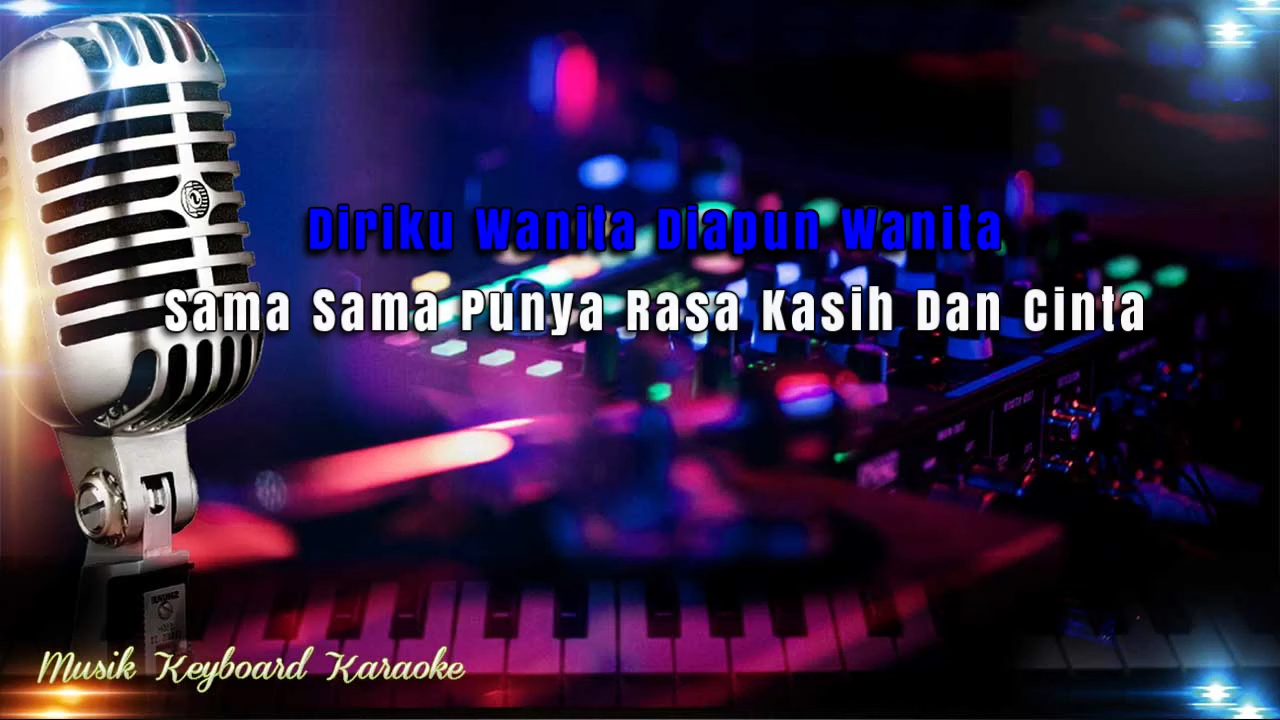 Diriku Wanita Diapun Wanita
Sama Sama Punya Rasa Kasih Dan Cinta
Musik Keyboard Karaoke